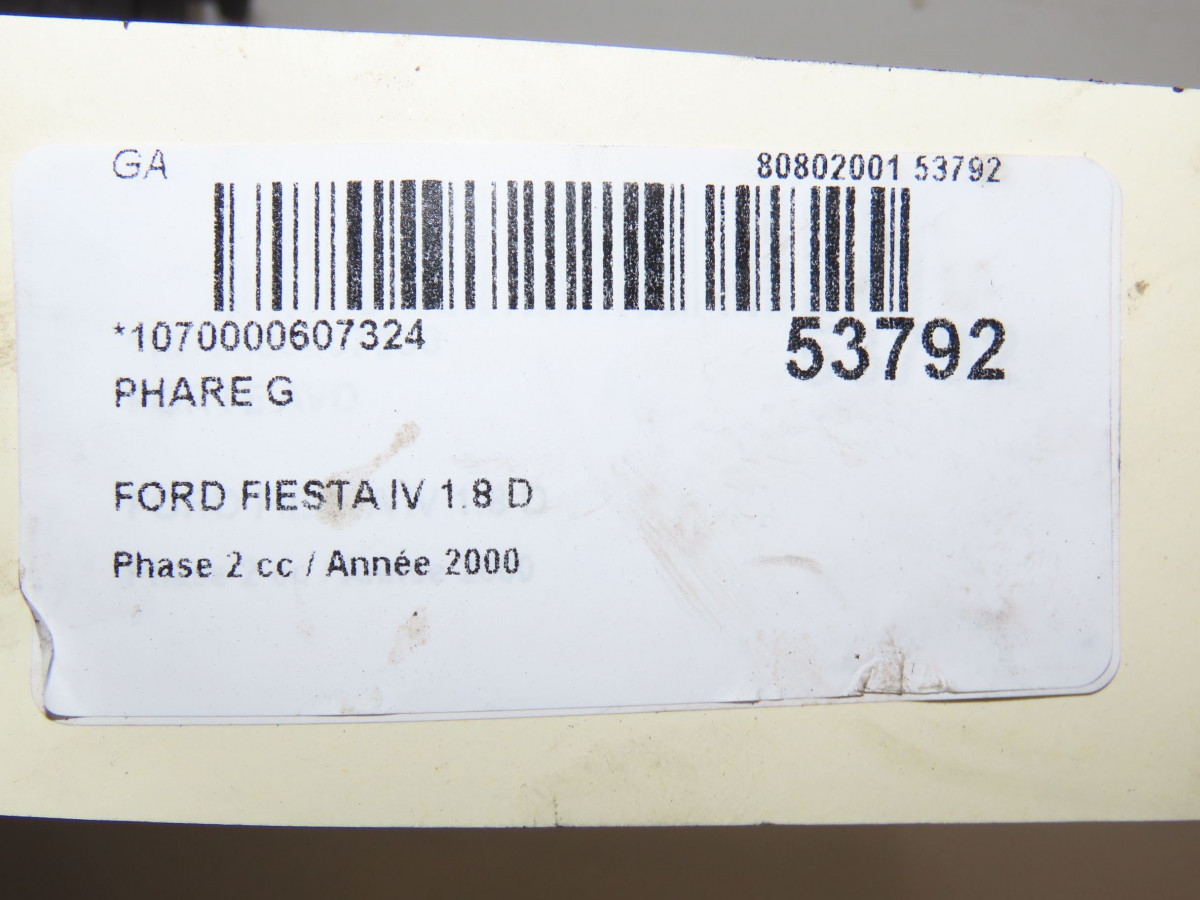 GA
80802001 53792
*1070000607324
53792
PHARE G
FORD FIESTA IV 1.8 D
Phase 2 cc / Année 2000